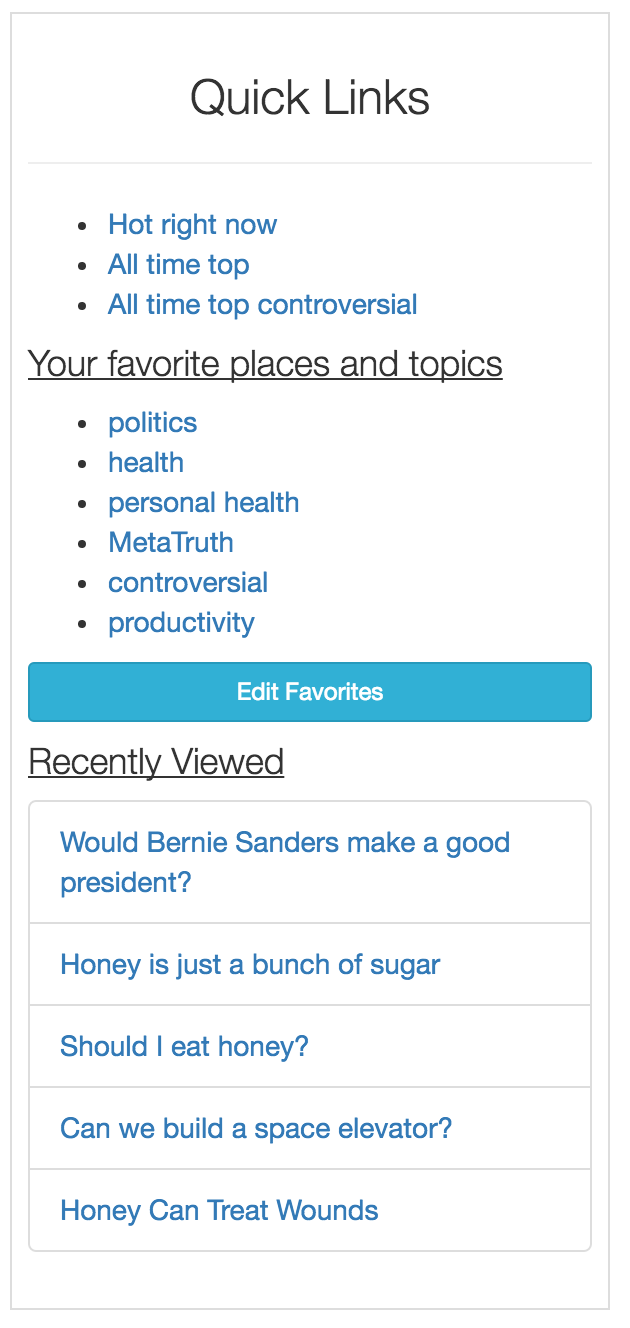 Quick Links
Hot right now
All time top
All time top controversial
Your favorite places and topics
politics
health
personal health
MetaTruth
controversial
productivity
Edit Favorites
Recently Viewed
Would Bernie Sanders make a good
president?
Honey is just a bunch of sugar
Should I eat honey?
Can we build a space elevator?
Honey Can Treat Wounds